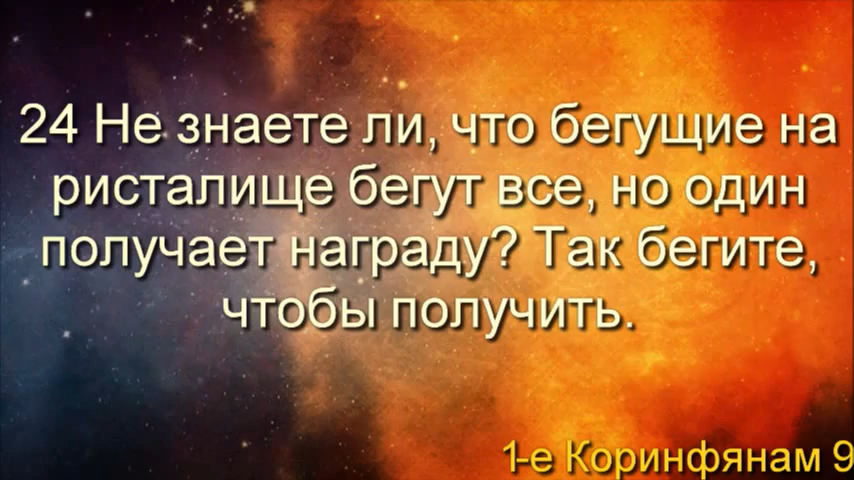 24 Не знаете ли, что бегущие на
ристалище бегут все, но один
получает награду? Так бегите,
чтобы получить.
1-е Коринфянам 9